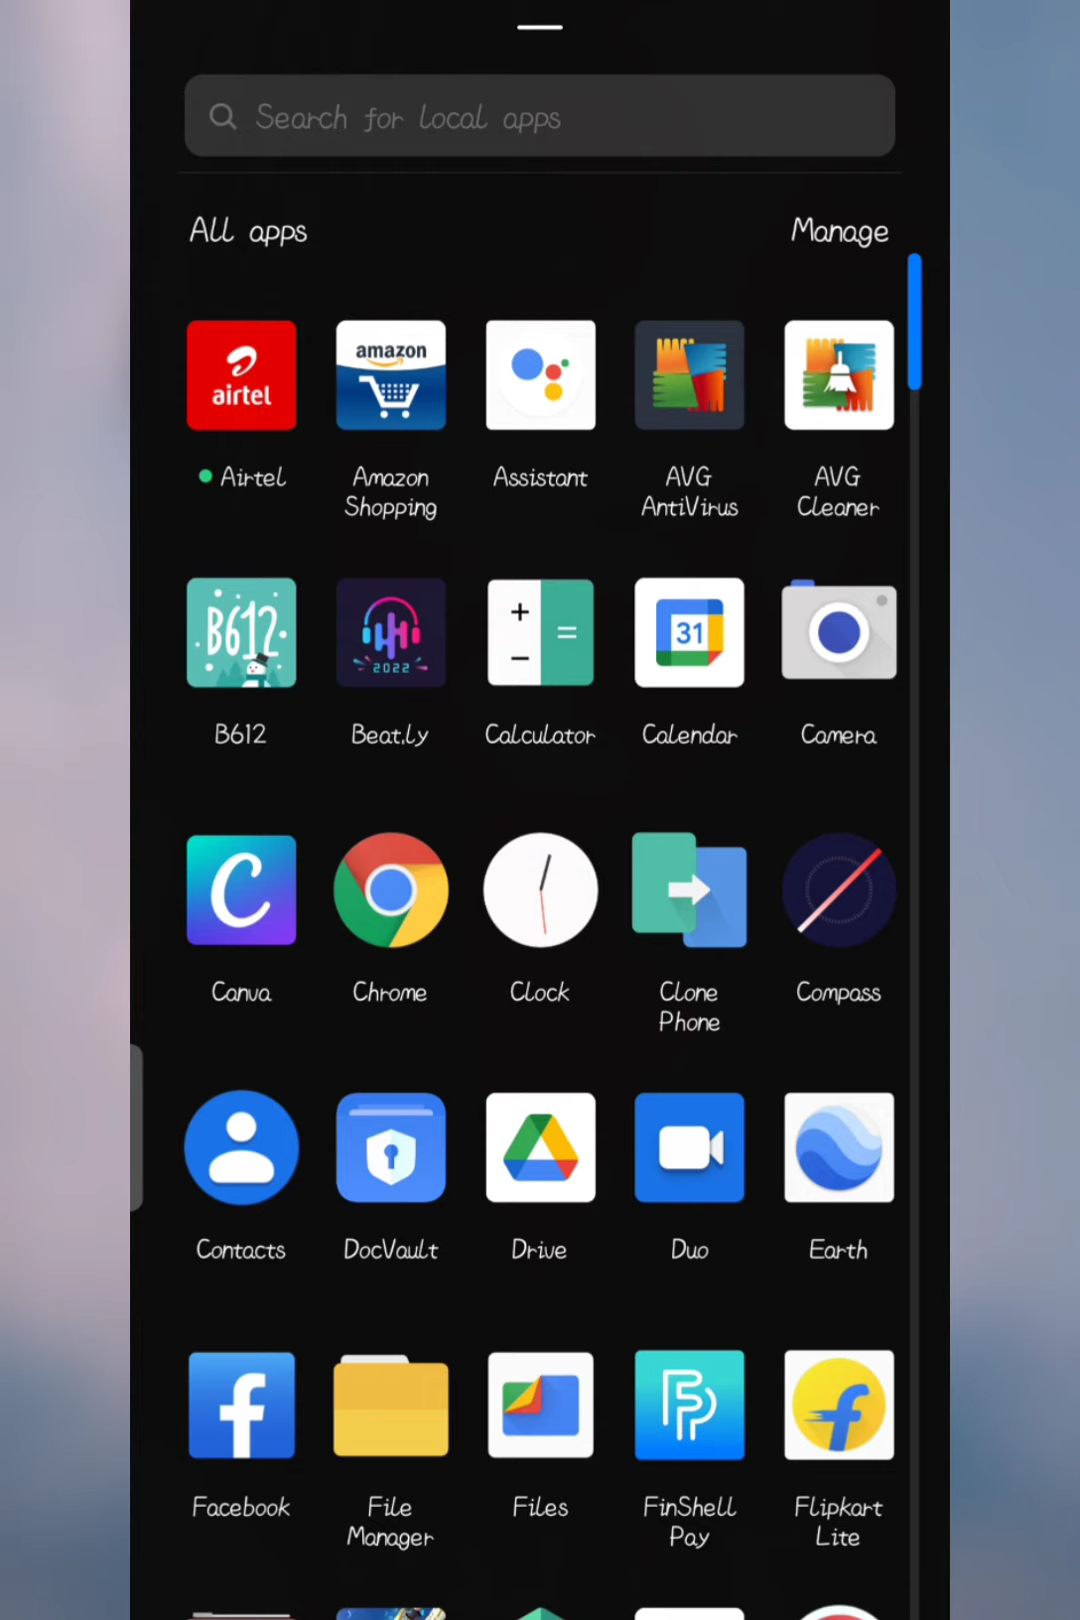 Search for local apps
All apps
Manage
airtel
amazon
Airtel
Amazon
Shopping
Assistant
AVG
AntiVirus
AVG
Cleaner
B612
2022
+
=
−
31
B612
Beat.ly
Calculator
Calendar
Camera
C
Canva
Chrome
Clock
Clone
Phone
Compass
Contacts
DocVault
Drive
Duo
Earth
f
f
Facebook
File
Manager
Files
FinShell
Pay
Flipkart
Lite